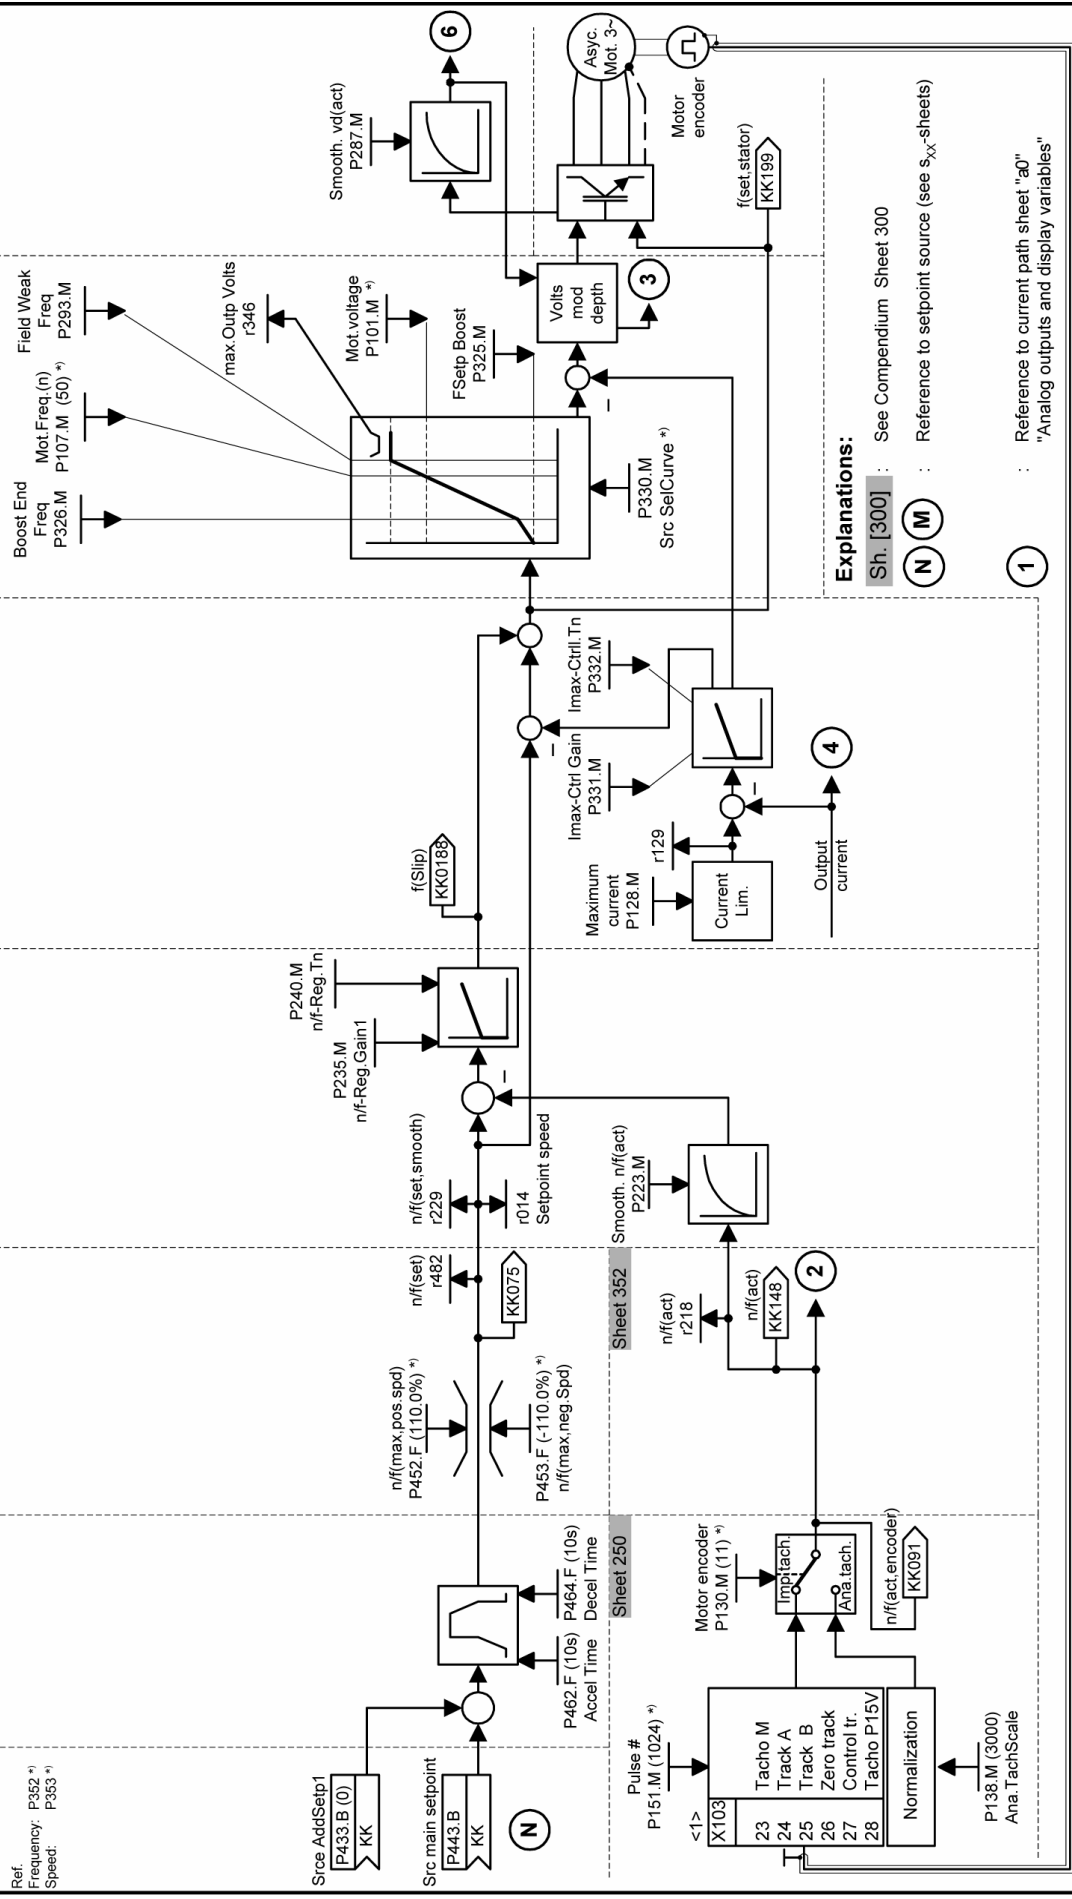 Ref.
Frequency: P352 *)
Speed: P353 *)
Srce AddSetp1
P433.B (0)
KK
Src main setpoint
P443.B
KK
N
P462.F (10s)
Accel Time
P464.F (10s)
Decel Time
n/f(max,pos.spd)
P452.F (110.0%) *)
P453.F (-110.0%) *)
n/f(max,neg.Spd)
n/f(set)
r482
KK075
n/f(set,smooth)
r229
r014
Setpoint speed
P235.M
n/f-Reg.Gain1
P240.M
n/f-Reg.Tn
–
f(Slip)
KK0188
Boost End
Freq
P326.M
Mot.Freq.(n)
P107.M (50) *)
Field Weak
Freq
P293.M
max.Outp Volts
r346
Mot.voltage
P101.M *)
FSetp Boost
P325.M
P330.M
Src SelCurve *)
–
Volts
mod
depth
3
Smooth. vd(act)
P287.M
6
Asyc.
Mot. 3~
Motor
encoder
f(set,stator)
KK199
Sheet 250
Sheet 352
Pulse #
P151.M (1024) *)
<1>
X103
23 Tacho M
24 Track A
25 Track B
26 Zero track
27 Control tr.
28 Tacho P15V
Normalization
P138.M (3000)
Ana.TachScale
Motor encoder
P130.M (11) *)
Imp.tach.
Ana.tach.
n/f(act,encoder)
KK091
n/f(act)
r218
n/f(act)
KK148
2
Smooth. n/f(act)
P223.M
Maximum
current
P128.M
r129
Current
Lim.
Output
current
4
–
Imax-Ctrl Gain
P331.M
Imax-Ctrll.Tn
P332.M
–
Explanations:
Sh. [300] : See Compendium Sheet 300
N M : Reference to setpoint source (see sXX-sheets)
1 : Reference to current path sheet "a0"
"Analog outputs and display variables"